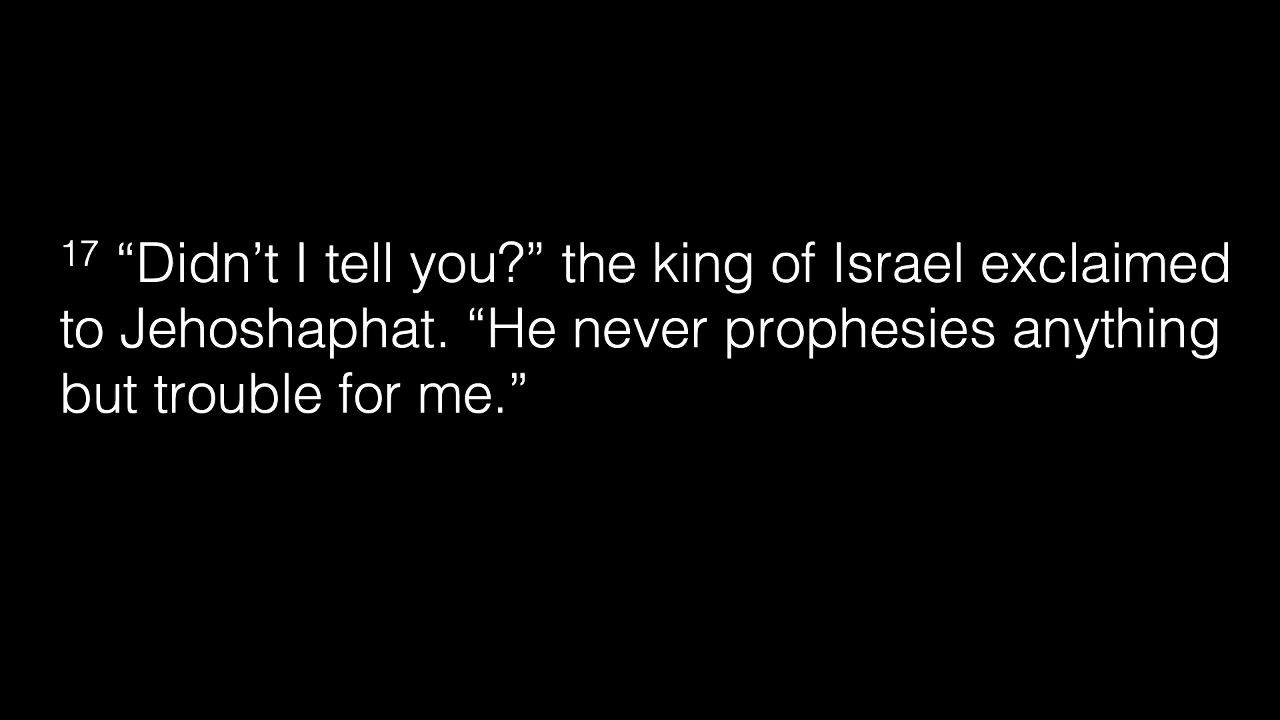 17 “Didn’t I tell you?” the king of Israel exclaimed
to Jehoshaphat. “He never prophesies anything
but trouble for me.”